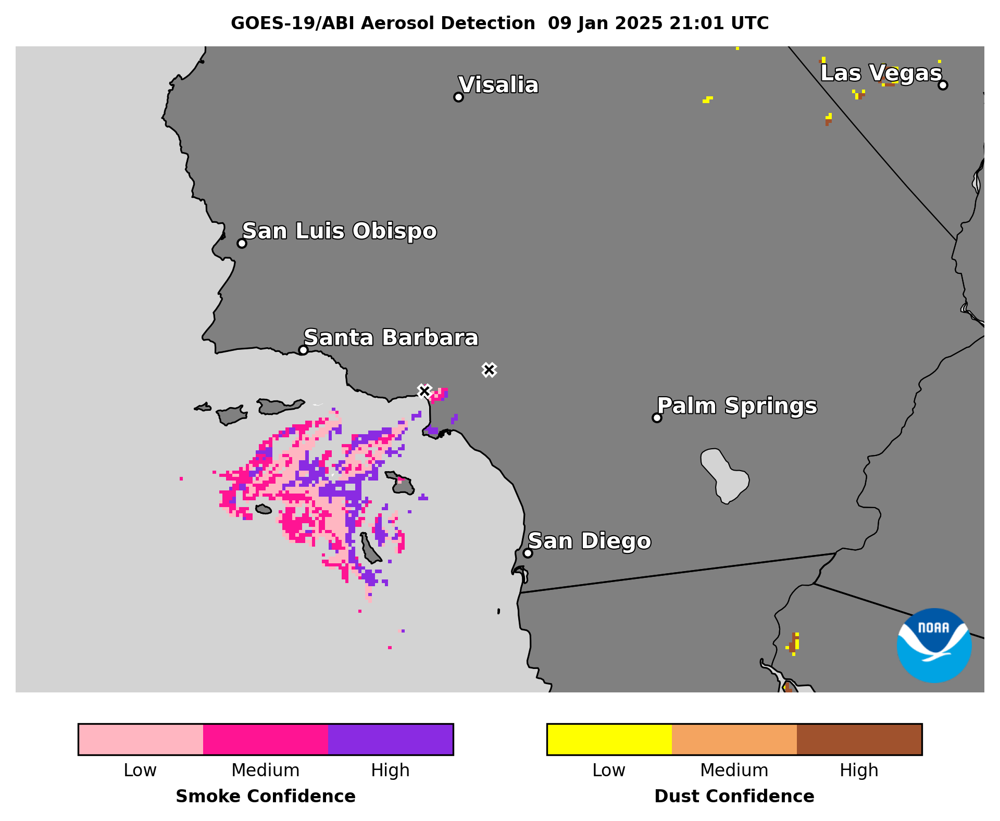 GOES-19/ABI Aerosol Detection  09 Jan 2025 21:01 UTC
Las Vegas
Visalia
San Luis Obispo
Santa Barbara
Palm Springs
San Diego
NOAA
Low Medium High
Smoke Confidence
Low Medium High
Dust Confidence